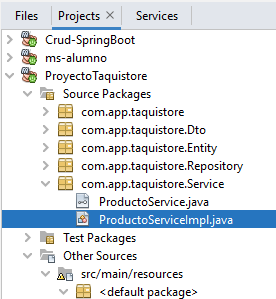 Files Projects × Services
Crud-SpringBoot
ms-alumno
ProyectoTaquistore
Source Packages
com.app.taquistore
com.app.taquistore.Dto
com.app.taquistore.Entity
com.app.taquistore.Repository
com.app.taquistore.Service
ProductoService.java
ProductoServiceImpl.java
Test Packages
Other Sources
src/main/resources
<default package>